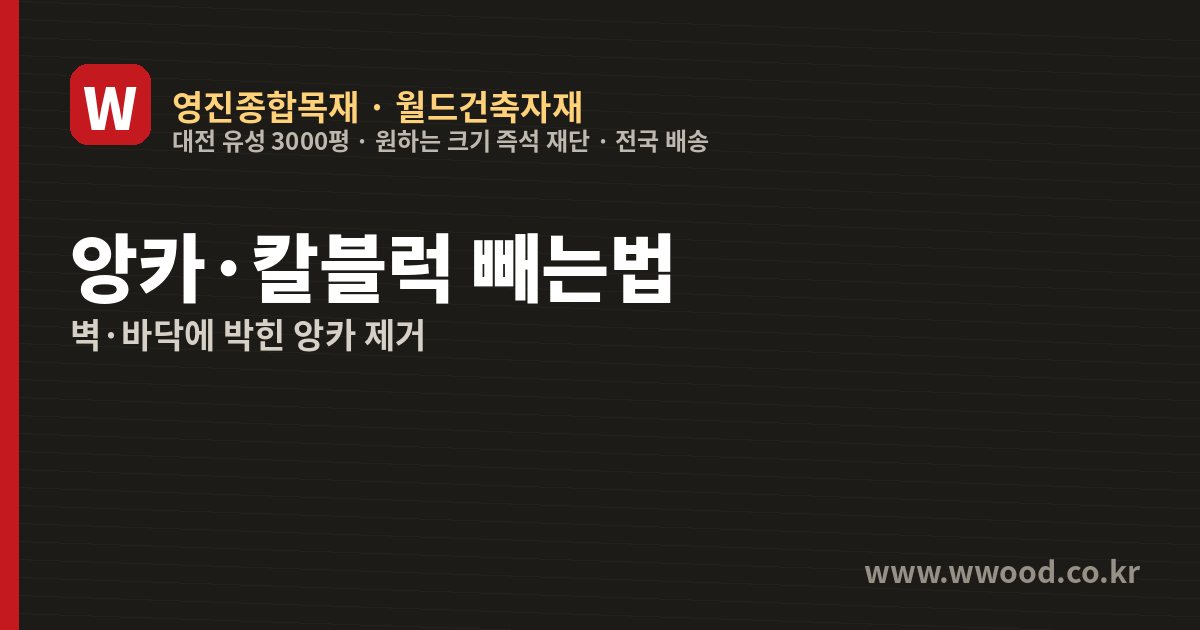 W
영진종합목재 · 월드건축자재
대전 유성 3000평 · 원하는 크기 즉석 재단 · 전국 배송
앙카·칼블럭 빼는법
벽·바닥에 박힌 앙카 제거
www.wwood.co.kr